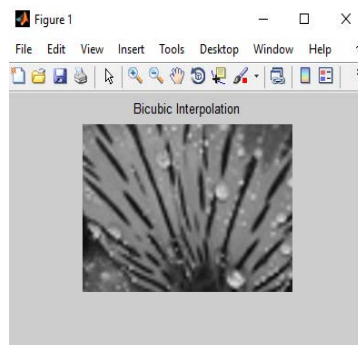 Figure 1
File Edit View Insert Tools Desktop Window Help
Bicubic Interpolation